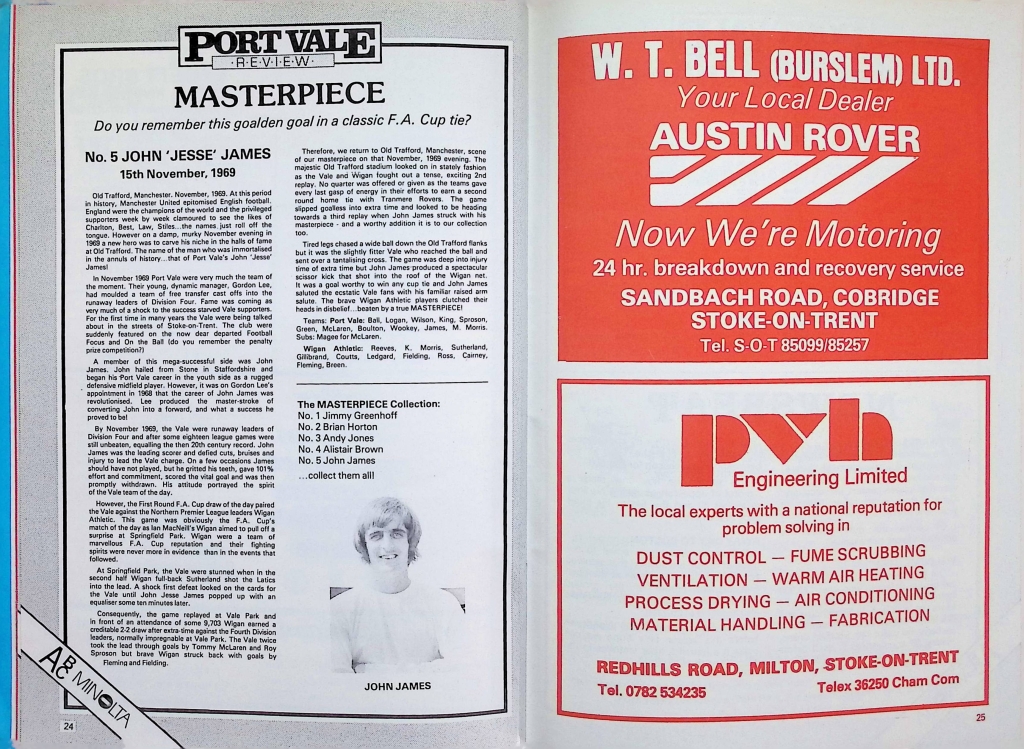 PORT VALE
·R·E·V·I·E·W·
MASTERPIECE
Do you remember this goalden goal in a classic F.A. Cup tie?
No. 5 JOHN 'JESSE' JAMES
15th November, 1969
Old Trafford, Manchester. November, 1969. At this period
in history, Manchester United epitomised English football.
England were the champions of the world and the privileged
supporters week by week clamoured to see the likes of
Charlton, Best, Law, Stiles...the names just roll off the
tongue. However on a damp, murky November evening in
1969 a new hero was to carve his niche in the halls of fame
at Old Trafford. The name of the man who was immortalised
in the annuls of history...that of Port Vale's John 'Jesse'
James!
In November 1969 Port Vale were very much the team of
the moment. Their young, dynamic manager, Gordon Lee,
had moulded a team of free transfer cast offs into the
runaway leaders of Division Four. Fame was coming as
very much of a shock to the success starved Vale supporters.
For the first time in many years the Vale were being talked
about in the streets of Stoke-on-Trent. The club were
suddenly featured on the now dear departed Football
Focus and On the Ball (do you remember the penalty
prize competition?)
A member of this mega-successful side was John
James. John hailed from Stone in Staffordshire and
began his Port Vale career in the youth side as a rugged
defensive midfield player. However, it was on Gordon Lee's
appointment in 1968 that the career of John James was
revolutionised. Lee produced the master-stroke of
converting John into a forward, and what a success he
proved to be!
By November 1969, the Vale were runaway leaders of
Division Four and after some eighteen league games were
still unbeaten, equalling the then 20th century record. John
James was the leading scorer and defied cuts, bruises and
injury to lead the Vale charge. On a few occasions James
should have not played, but he gritted his teeth, gave 101%
effort and commitment, scored the vital goal and was then
promptly withdrawn. His attitude portrayed the spirit
of the Vale team of the day.
However, the First Round F.A. Cup draw of the day paired
the Vale against the Northern Premier League leaders Wigan
Athletic. This game was obviously the F.A. Cup's
match of the day as Ian MacNeill's Wigan aimed to pull off a
surprise at Springfield Park. Wigan were a team of
marvellous F.A. Cup reputation and their fighting
spirits were never more in evidence than in the events that
followed.
At Springfield Park, the Vale were stunned when in the
second half Wigan full-back Sutherland shot the Latics
into the lead. A shock first defeat looked on the cards for
the Vale until John Jesse James popped up with an
equaliser some ten minutes later.
Consequently, the game replayed at Vale Park and
in front of an attendance of some 9,703 Wigan earned a
creditable 2-2 draw after extra-time against the Fourth Division
leaders, normally impregnable at Vale Park. The Vale twice
took the lead through goals by Tommy McLaren and Roy
Sproson but brave Wigan struck back with goals by
Fleming and Fielding.
Therefore, we return to Old Trafford, Manchester, scene
of our masterpiece on that November, 1969 evening. The
majestic Old Trafford stadium looked on in stately fashion
as the Vale and Wigan fought out a tense, exciting 2nd
replay. No quarter was offered or given as the teams gave
every last gasp of energy in their efforts to earn a second
round home tie with Tranmere Rovers. The game
slipped goalless into extra time and looked to be heading
towards a third replay when John James struck with his
masterpiece - and a worthy addition it is to our collection
too.
Tired legs chased a wide ball down the Old Trafford flanks
but it was the slightly fitter Vale who reached the ball and
sent over a tantalising cross. The game was deep into injury
time of extra time but John James produced a spectacular
scissor kick that shot into the roof of the Wigan net.
It was a goal worthy to win any cup tie and John James
saluted the ecstatic Vale fans with his familiar raised arm
salute. The brave Wigan Athletic players clutched their
heads in disbelief...beaten by a true MASTERPIECE!
Teams: Port Vale: Ball, Logan, Wilson, King, Sproson,
Green, McLaren, Boulton, Wookey, James, M. Morris.
Subs: Magee for McLaren.
Wigan Athletic: Reeves, K. Morris, Sutherland,
Gillibrand, Coutts, Ledgard, Fielding, Ross, Cairney,
Fleming, Breen.
The MASTERPIECE Collection:
No. 1 Jimmy Greenhoff
No. 2 Brian Horton
No. 3 Andy Jones
No. 4 Alistair Brown
No. 5 John James
...collect them all!
JOHN JAMES
ABC MINOLTA
24
W. T. BELL (BURSLEM) LTD.
Your Local Dealer
AUSTIN ROVER
Now We're Motoring
24 hr. breakdown and recovery service
SANDBACH ROAD, COBRIDGE
STOKE-ON-TRENT
Tel. S-O-T 85099/85257
pvh
Engineering Limited
The local experts with a national reputation for
problem solving in
DUST CONTROL — FUME SCRUBBING
VENTILATION — WARM AIR HEATING
PROCESS DRYING — AIR CONDITIONING
MATERIAL HANDLING — FABRICATION
REDHILLS ROAD, MILTON, STOKE-ON-TRENT
Tel. 0782 534235 Telex 36250 Cham Com
25